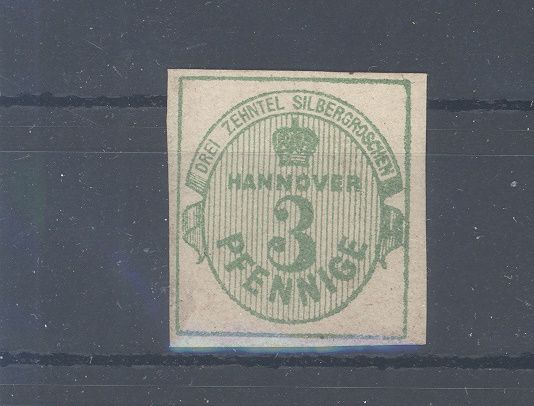 DREI ZEHNTEL SILBERGROSCHEN
HANNOVER
3
PFENNIGE